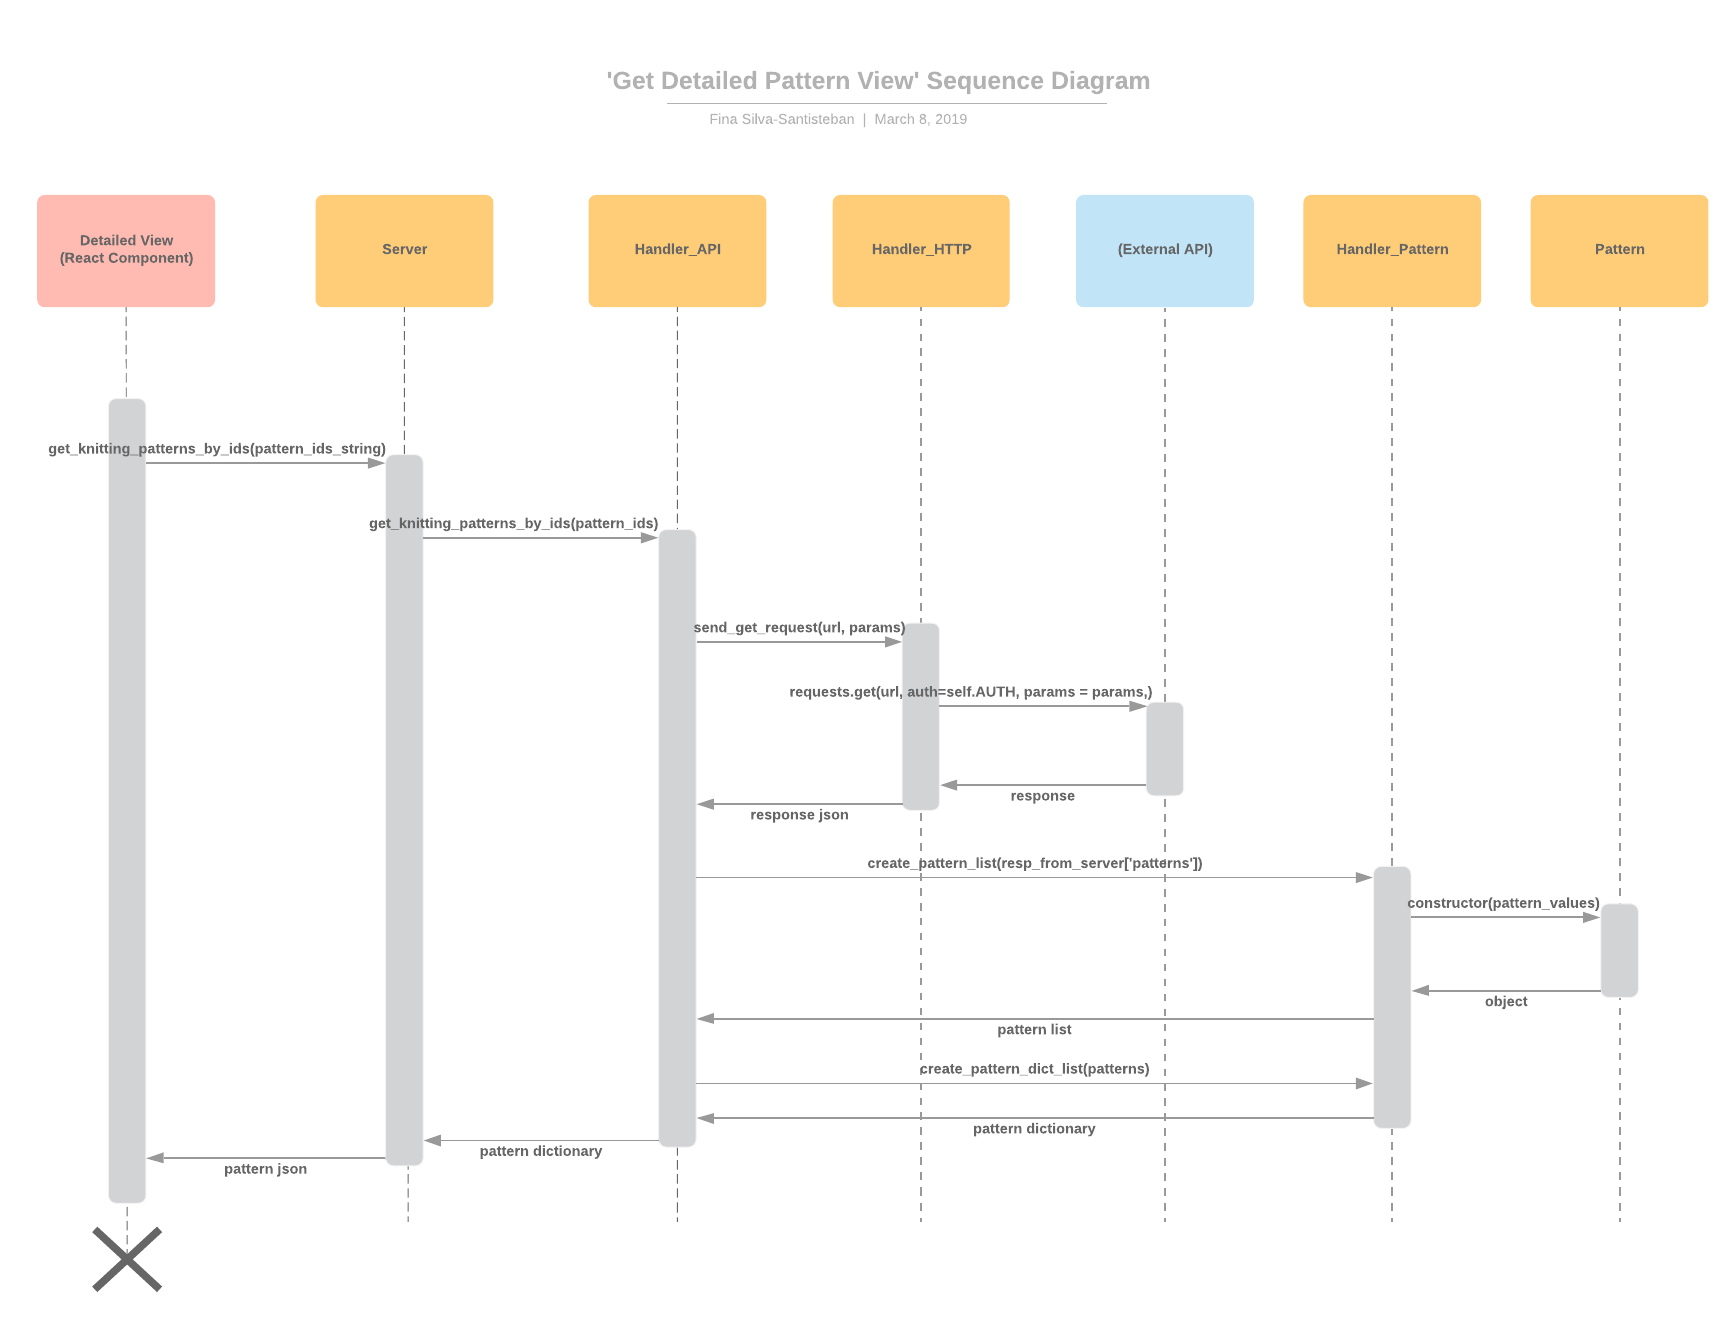 'Get Detailed Pattern View' Sequence Diagram
Fina Silva-Santisteban | March 8, 2019
Detailed View
(React Component)
Server
Handler_API
Handler_HTTP
(External API)
Handler_Pattern
Pattern
get_knitting_patterns_by_ids(pattern_ids_string)
get_knitting_patterns_by_ids(pattern_ids)
send_get_request(url, params)
requests.get(url, auth=self.AUTH, params = params,)
response
response json
create_pattern_list(resp_from_server['patterns'])
constructor(pattern_values)
object
pattern list
create_pattern_dict_list(patterns)
pattern dictionary
pattern dictionary
pattern json